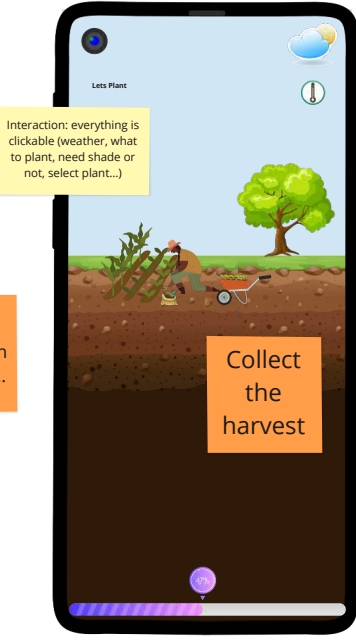 Lets Plant
Interaction: everything is
clickable (weather, what
to plant, need shade or
not, select plant...)
Collect
the
harvest
47%